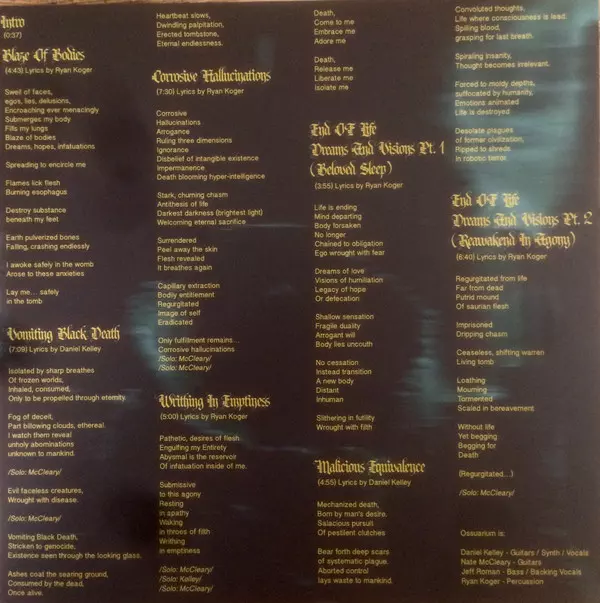 Intro
(0:37)
Blaze Of Bodies
(4:43) Lyrics by Ryan Koger
Swell of faces,
egos, lies, delusions,
Encroaching ever menacingly
Submerges my body
Fills my lungs
Blaze of bodies
Dreams, hopes, infatuations
Spreading to encircle me
Flames lick flesh
Burning esophagus
Destroy substance
beneath my feet
Earth pulverized bones
Falling, crashing endlessly
I awoke safely in the womb
Arose to these anxieties
Lay me... safely
in the tomb
Vomiting Black Death
(7:09) Lyrics by Daniel Kelley
Isolated by sharp breaths
Of frozen worlds,
Inhaled, consumed,
Only to be propelled through eternity.
Fog of deceit,
Part billowing clouds, ethereal.
I watch them reveal
unholy abominations
unknown to mankind.
/Solo: McCleary/
Evil faceless creatures,
Wrought with disease.
/Solo: McCleary/
Vomiting Black Death,
Stricken to genocide,
Existence seen through the looking glass.
Ashes coat the searing ground,
Consumed by the dead,
Once alive.
Heartbeat slows,
Dwindling palpitation,
Erected tombstone,
Eternal endlessness.
Corrosive Hallucinations
(7:30) Lyrics by Ryan Koger
Corrosive
Hallucinations
Arrogance
Ruling three dimensions
Ignorance
Disbelief of intangible existence
Impermanence
Death blooming hyper-intelligence
Stark, churning chasm
Antithesis of life
Darkest darkness (brightest light)
Welcoming eternal sacrifice
Surrendered
Peel away the skin
Flesh revealed
It breathes again
Capillary extraction
Bodily entitlement
Regurgitated
Image of self
Eradicated
Only fulfillment remains...
Corrosive hallucinations
/Solo: McCleary/
/Solo: McCleary/
Writhing In Emptiness
(5:00) Lyrics by Ryan Koger
Pathetic, desires of flesh
Engulfing my Entirety
Abysmal is the reservoir
Of infatuation inside of me.
Submissive
to this agony
Resting
in apathy
Waking
in throes of filth
Writhing
in emptiness
/Solo: McCleary/
/Solo: Kelley/
/Solo: McCleary/
Death,
Come to me
Embrace me
Adore me
Death,
Release me
Liberate me
Isolate me
End Of Life
Dreams And Visions Pt. 1
(Beloved Sleep)
(3:55) Lyrics by Ryan Koger
Life is ending
Mind departing
Body forsaken
No longer
Chained to obligation
Ego wrought with fear
Dreams of love
Visions of humiliation
Legacy of hope
Or defecation
Shallow sensation
Fragile duality
Arrogant will
Body lies uncouth
No cessation
Instead transition
A new body
Distant
Inhuman
Slithering in futility
Wrought with filth
Malicious Equivalence
(4:55) Lyrics by Daniel Kelley
Mechanized death,
Born by man's desire.
Salacious pursuit
Of pestilent clutches
Bear forth deep scars
of systematic plague.
Aborted control
lays waste to mankind.
Convoluted thoughts,
Life where consciousness is lead.
Spilling blood,
grasping for last breath.
Spiraling insanity,
Thought becomes irrelevant.
Forced to moldy depths,
suffocated by humanity,
Emotions animated
Life is destroyed
Desolate plagues
of former civilization,
Ripped to shreds
In robotic terror.
End Of Life
Dreams And Visions Pt. 2
(Reawakend In Agony)
(6:40) Lyrics by Ryan Koger
Regurgitated from life
Far from dead
Putrid mound
Of saurian flesh
Imprisoned
Dripping chasm
Ceaseless, shifting warren
Living tomb
Loathing
Mourning
Tormented
Scaled in bereavement
Without life
Yet begging
Begging for
Death
(Regurgitated...)
/Solo: McCleary/
Ossuarium is:
Daniel Kelley - Guitars / Synth / Vocals
Nate McCleary - Guitars
Jeff Roman - Bass / Backing Vocals
Ryan Koger - Percussion